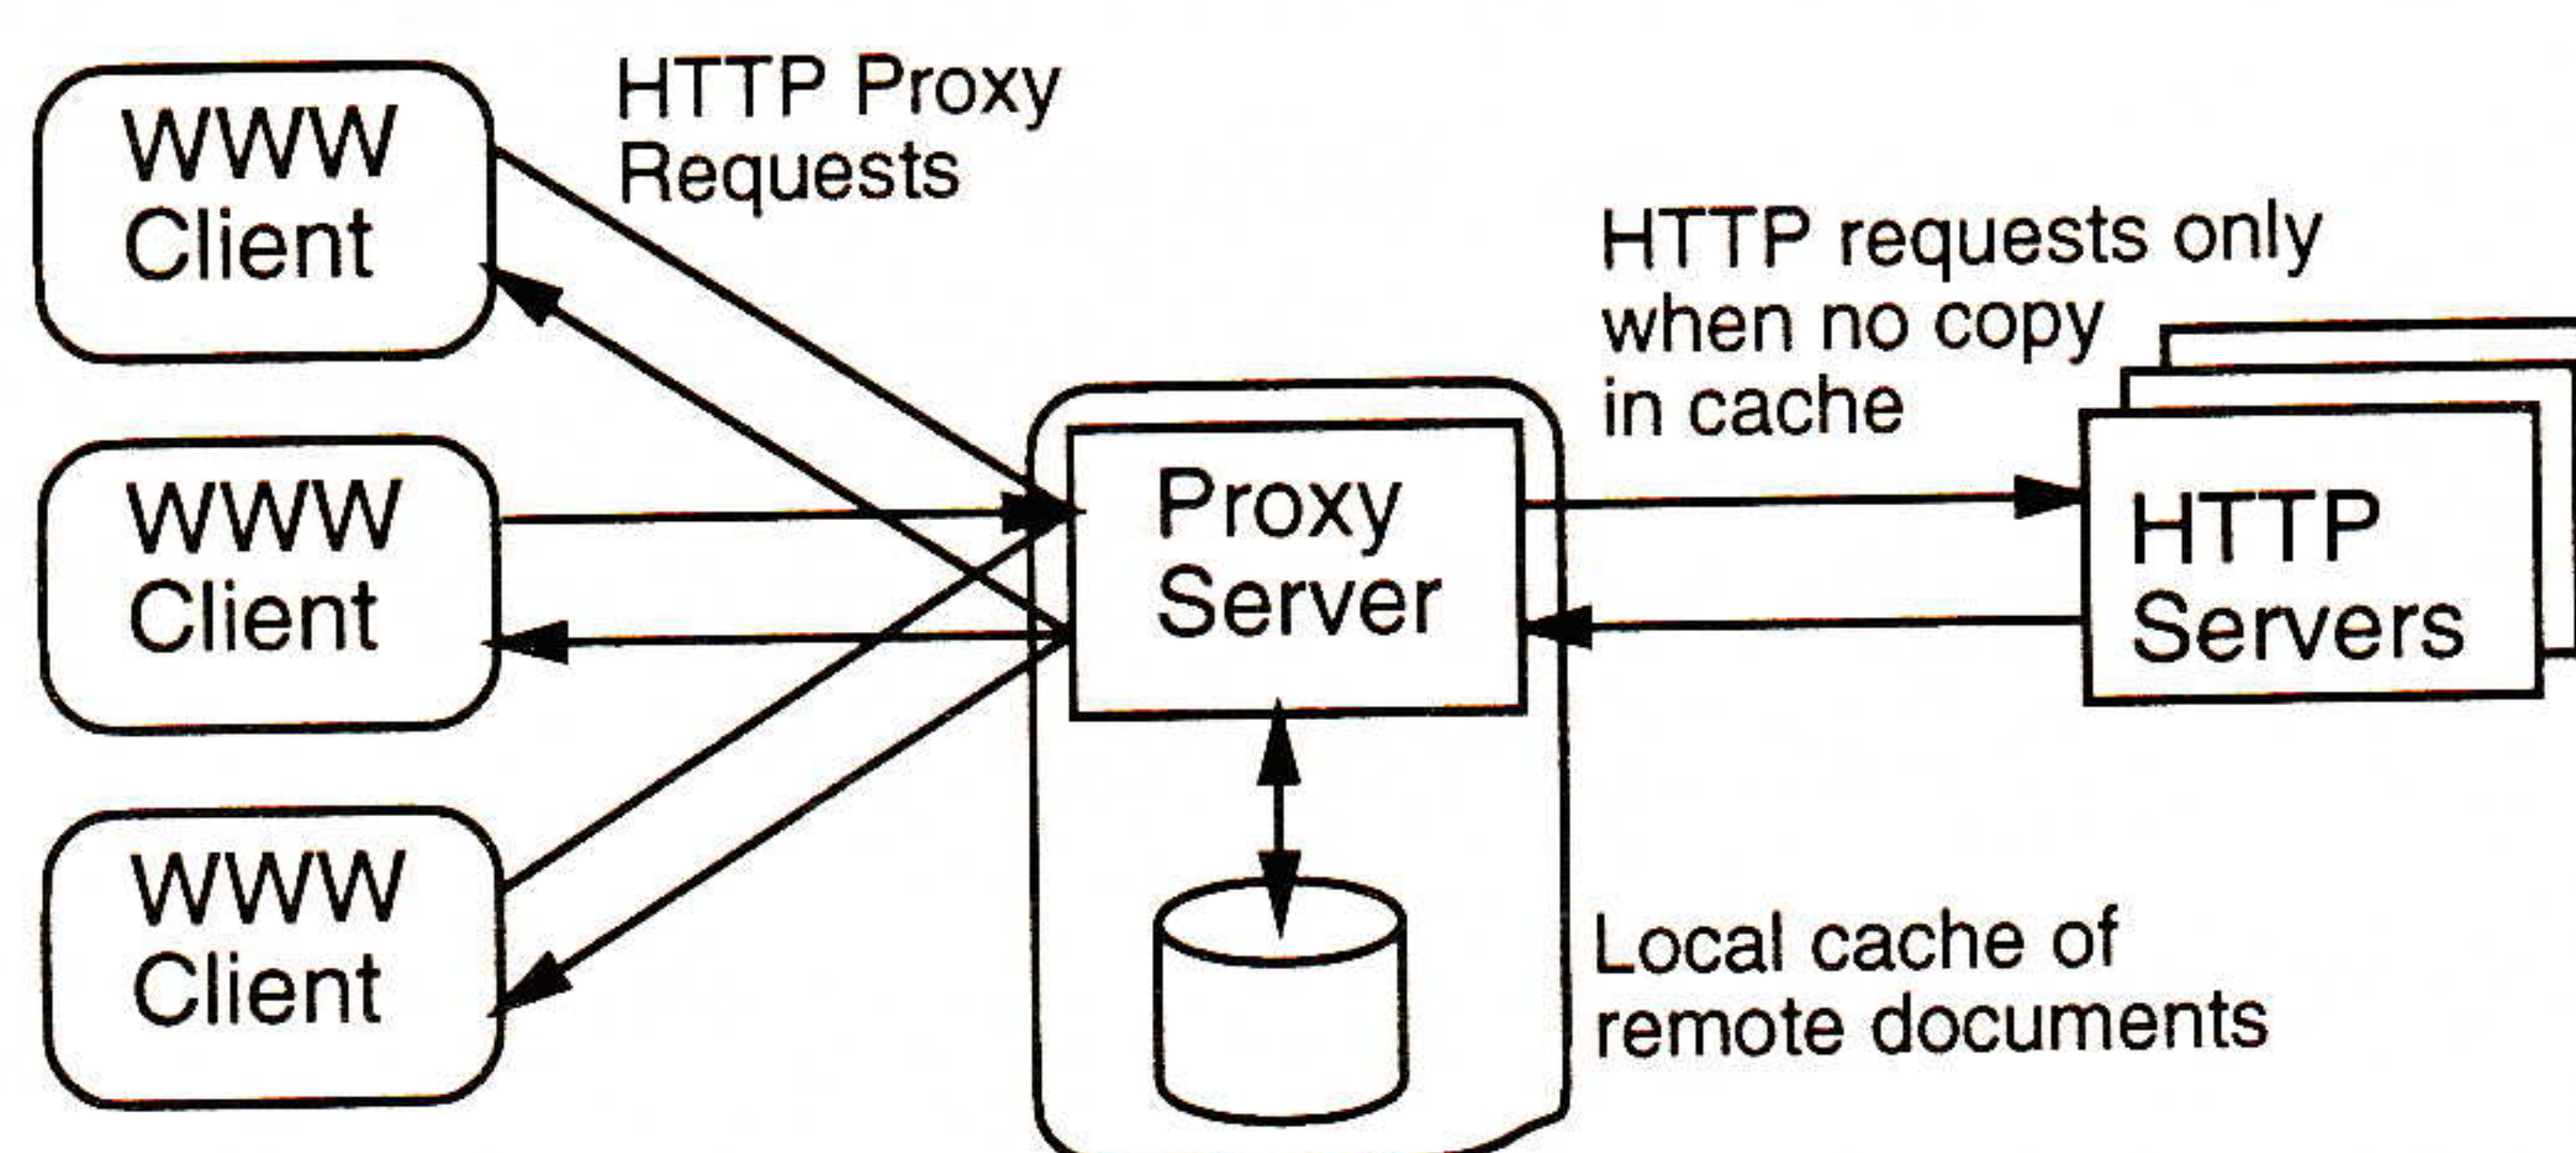 WWW
Client
HTTP Proxy
Requests
WWW
Client
WWW
Client
Proxy
Server
HTTP requests only
when no copy
in cache
HTTP
Servers
Local cache of
remote documents